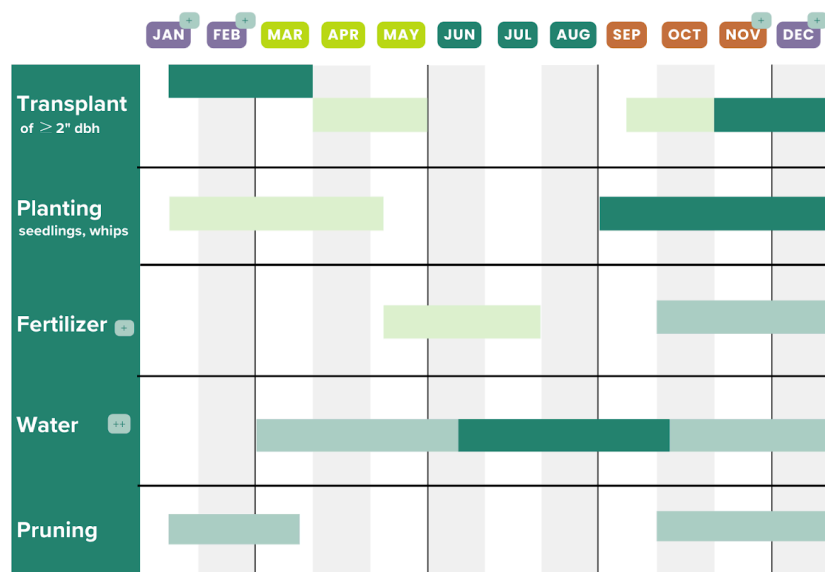 + + + +
JAN FEB MAR APR MAY JUN JUL AUG SEP OCT NOV DEC
Transplant
of ≥ 2" dbh
Planting
seedlings, whips
Fertilizer +
Water ++
Pruning